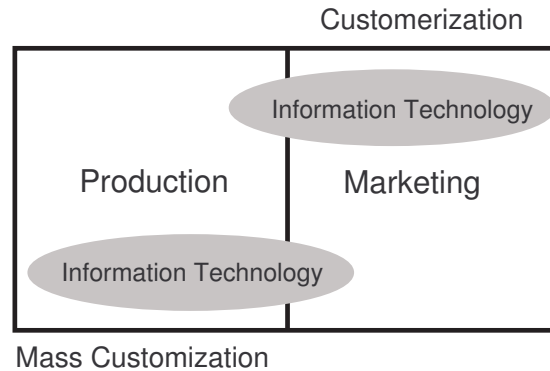 Customerization
Information Technology
Production
Marketing
Information Technology
Mass Customization